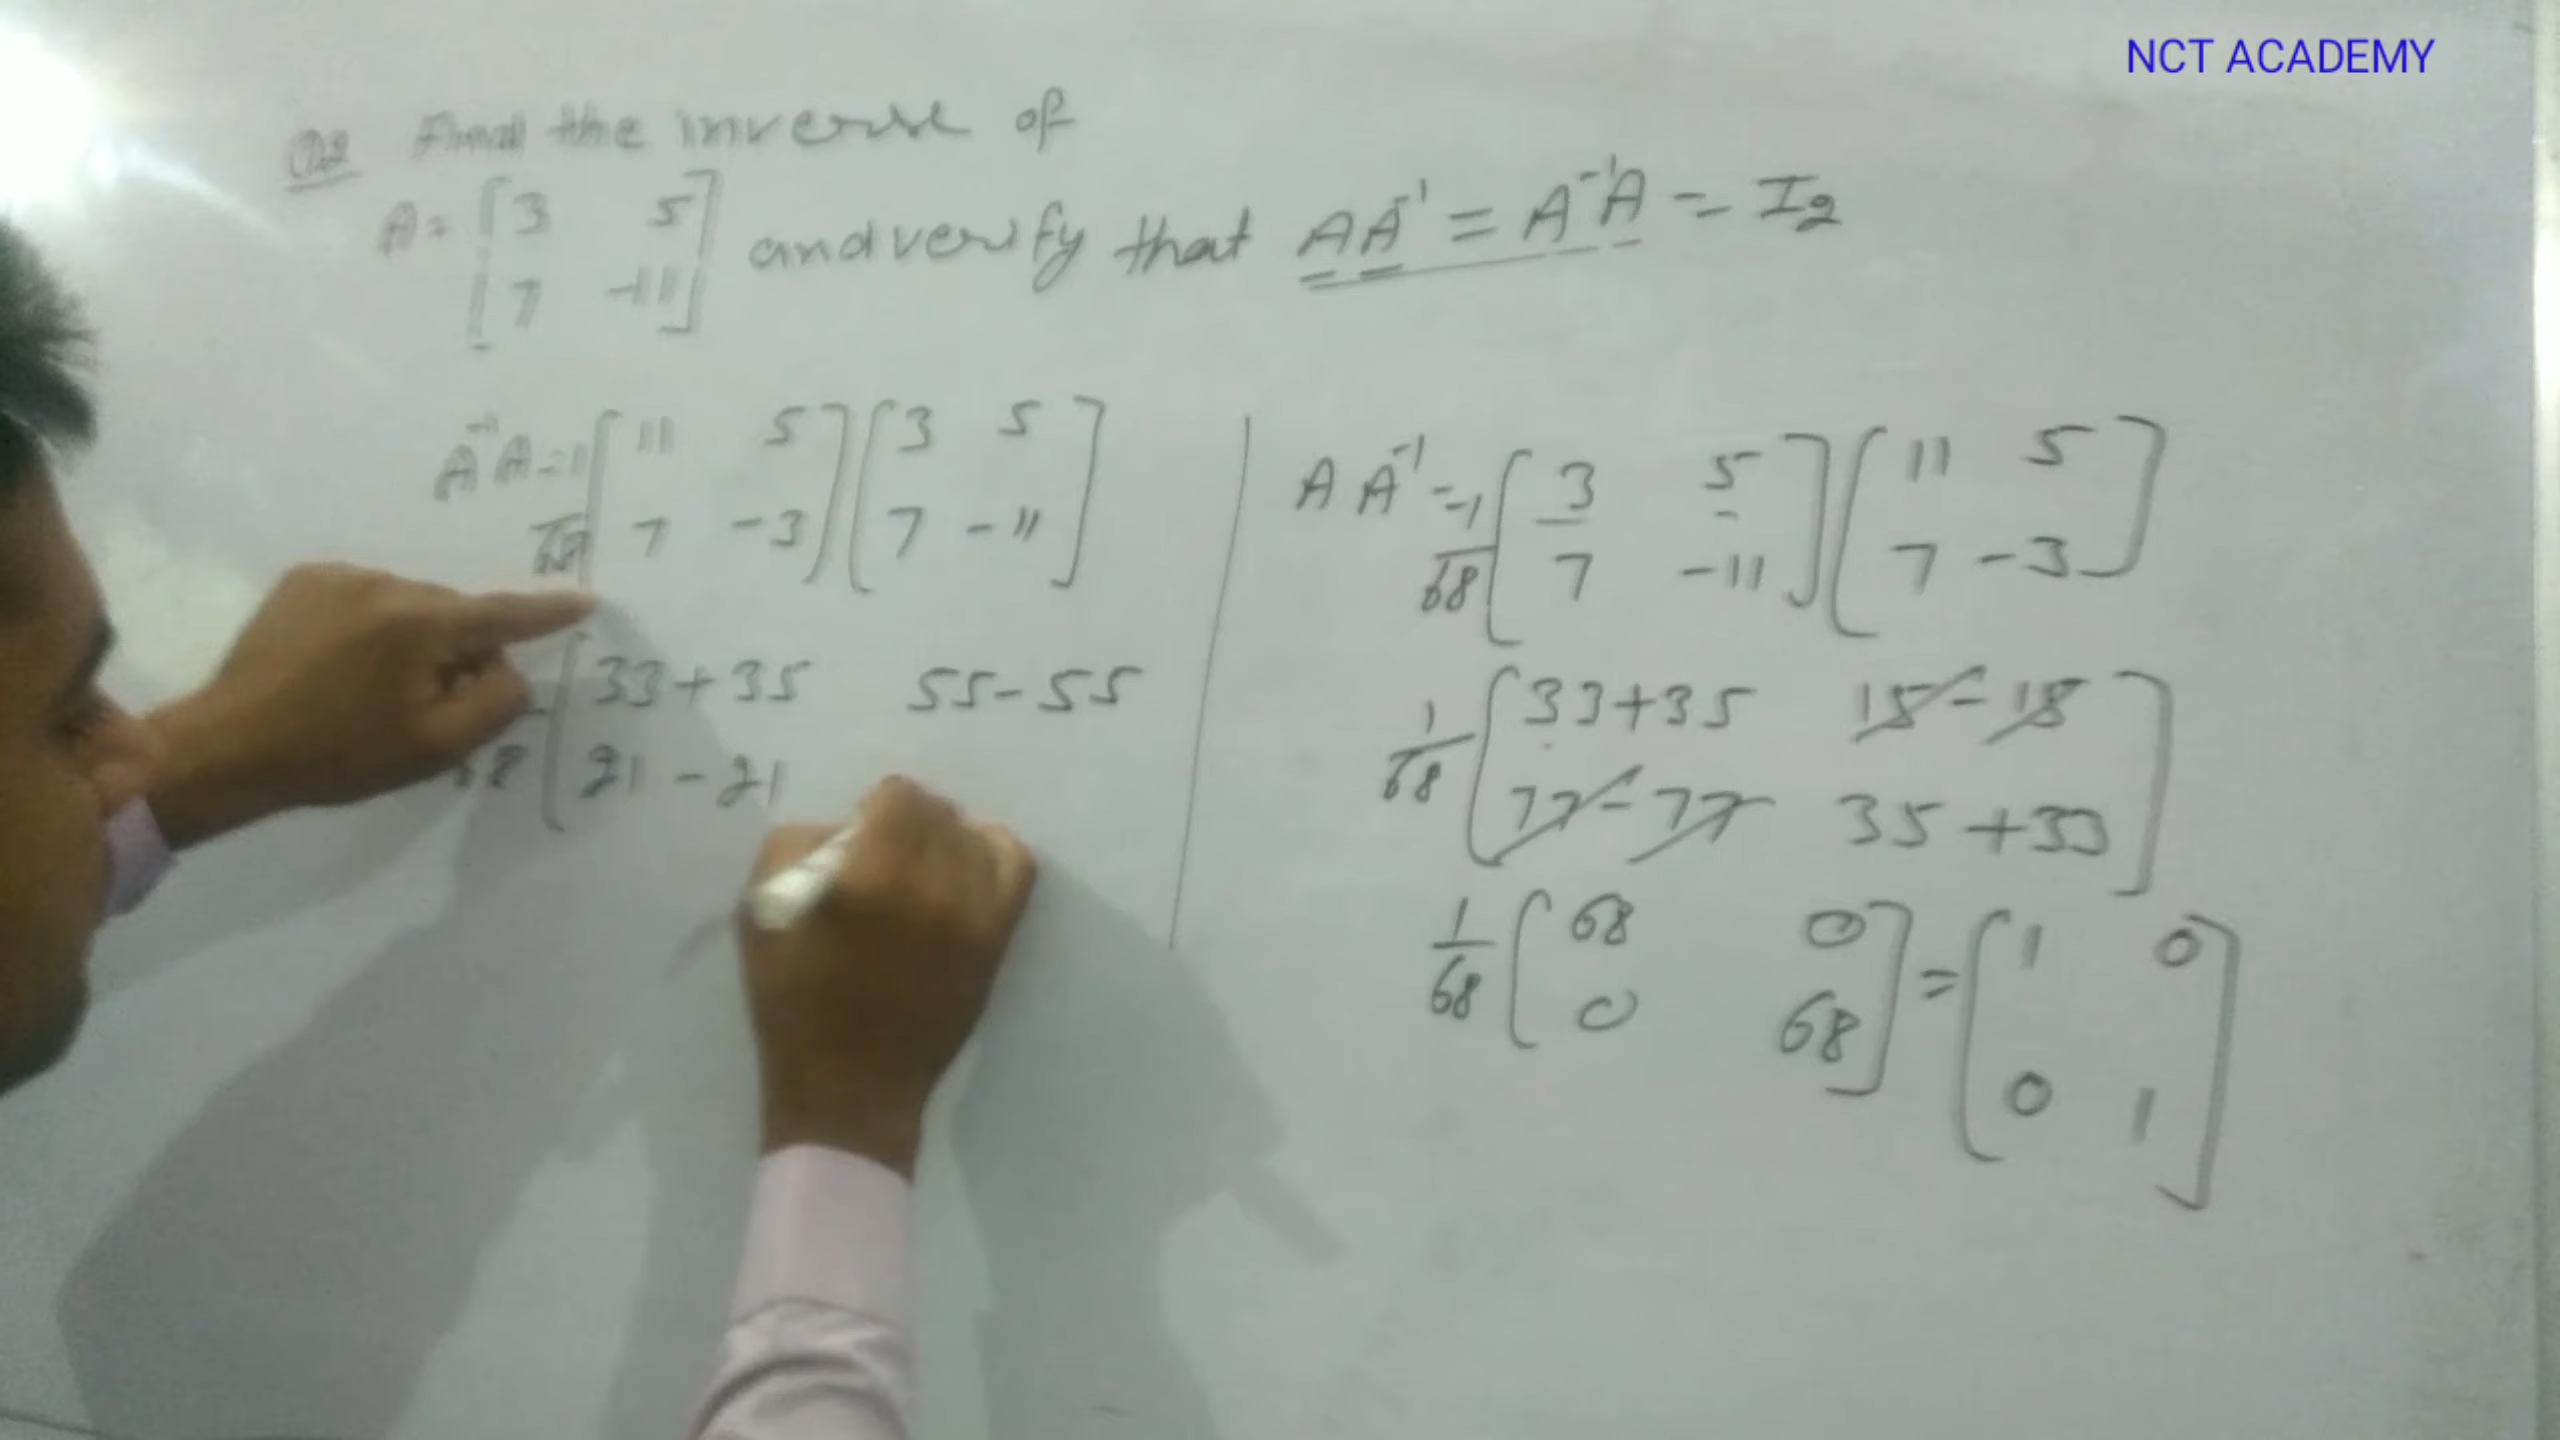 NCT ACADEMY
Q2 Find the inverse of
A = [3 5
7 -11] and verify that AA⁻¹ = A⁻¹A = I₂
A⁻¹A = 1/68 [11 5
7 -3] [3 5
7 -11]
[33+35 55-55
68 21-21
AA⁻¹ = 1/68 [3 5
7 -11] [11 5
7 -3]
1/68 [33+35 15-15
77-77 35+33]
1/68 [68 0
0 68] = [1 0
0 1]